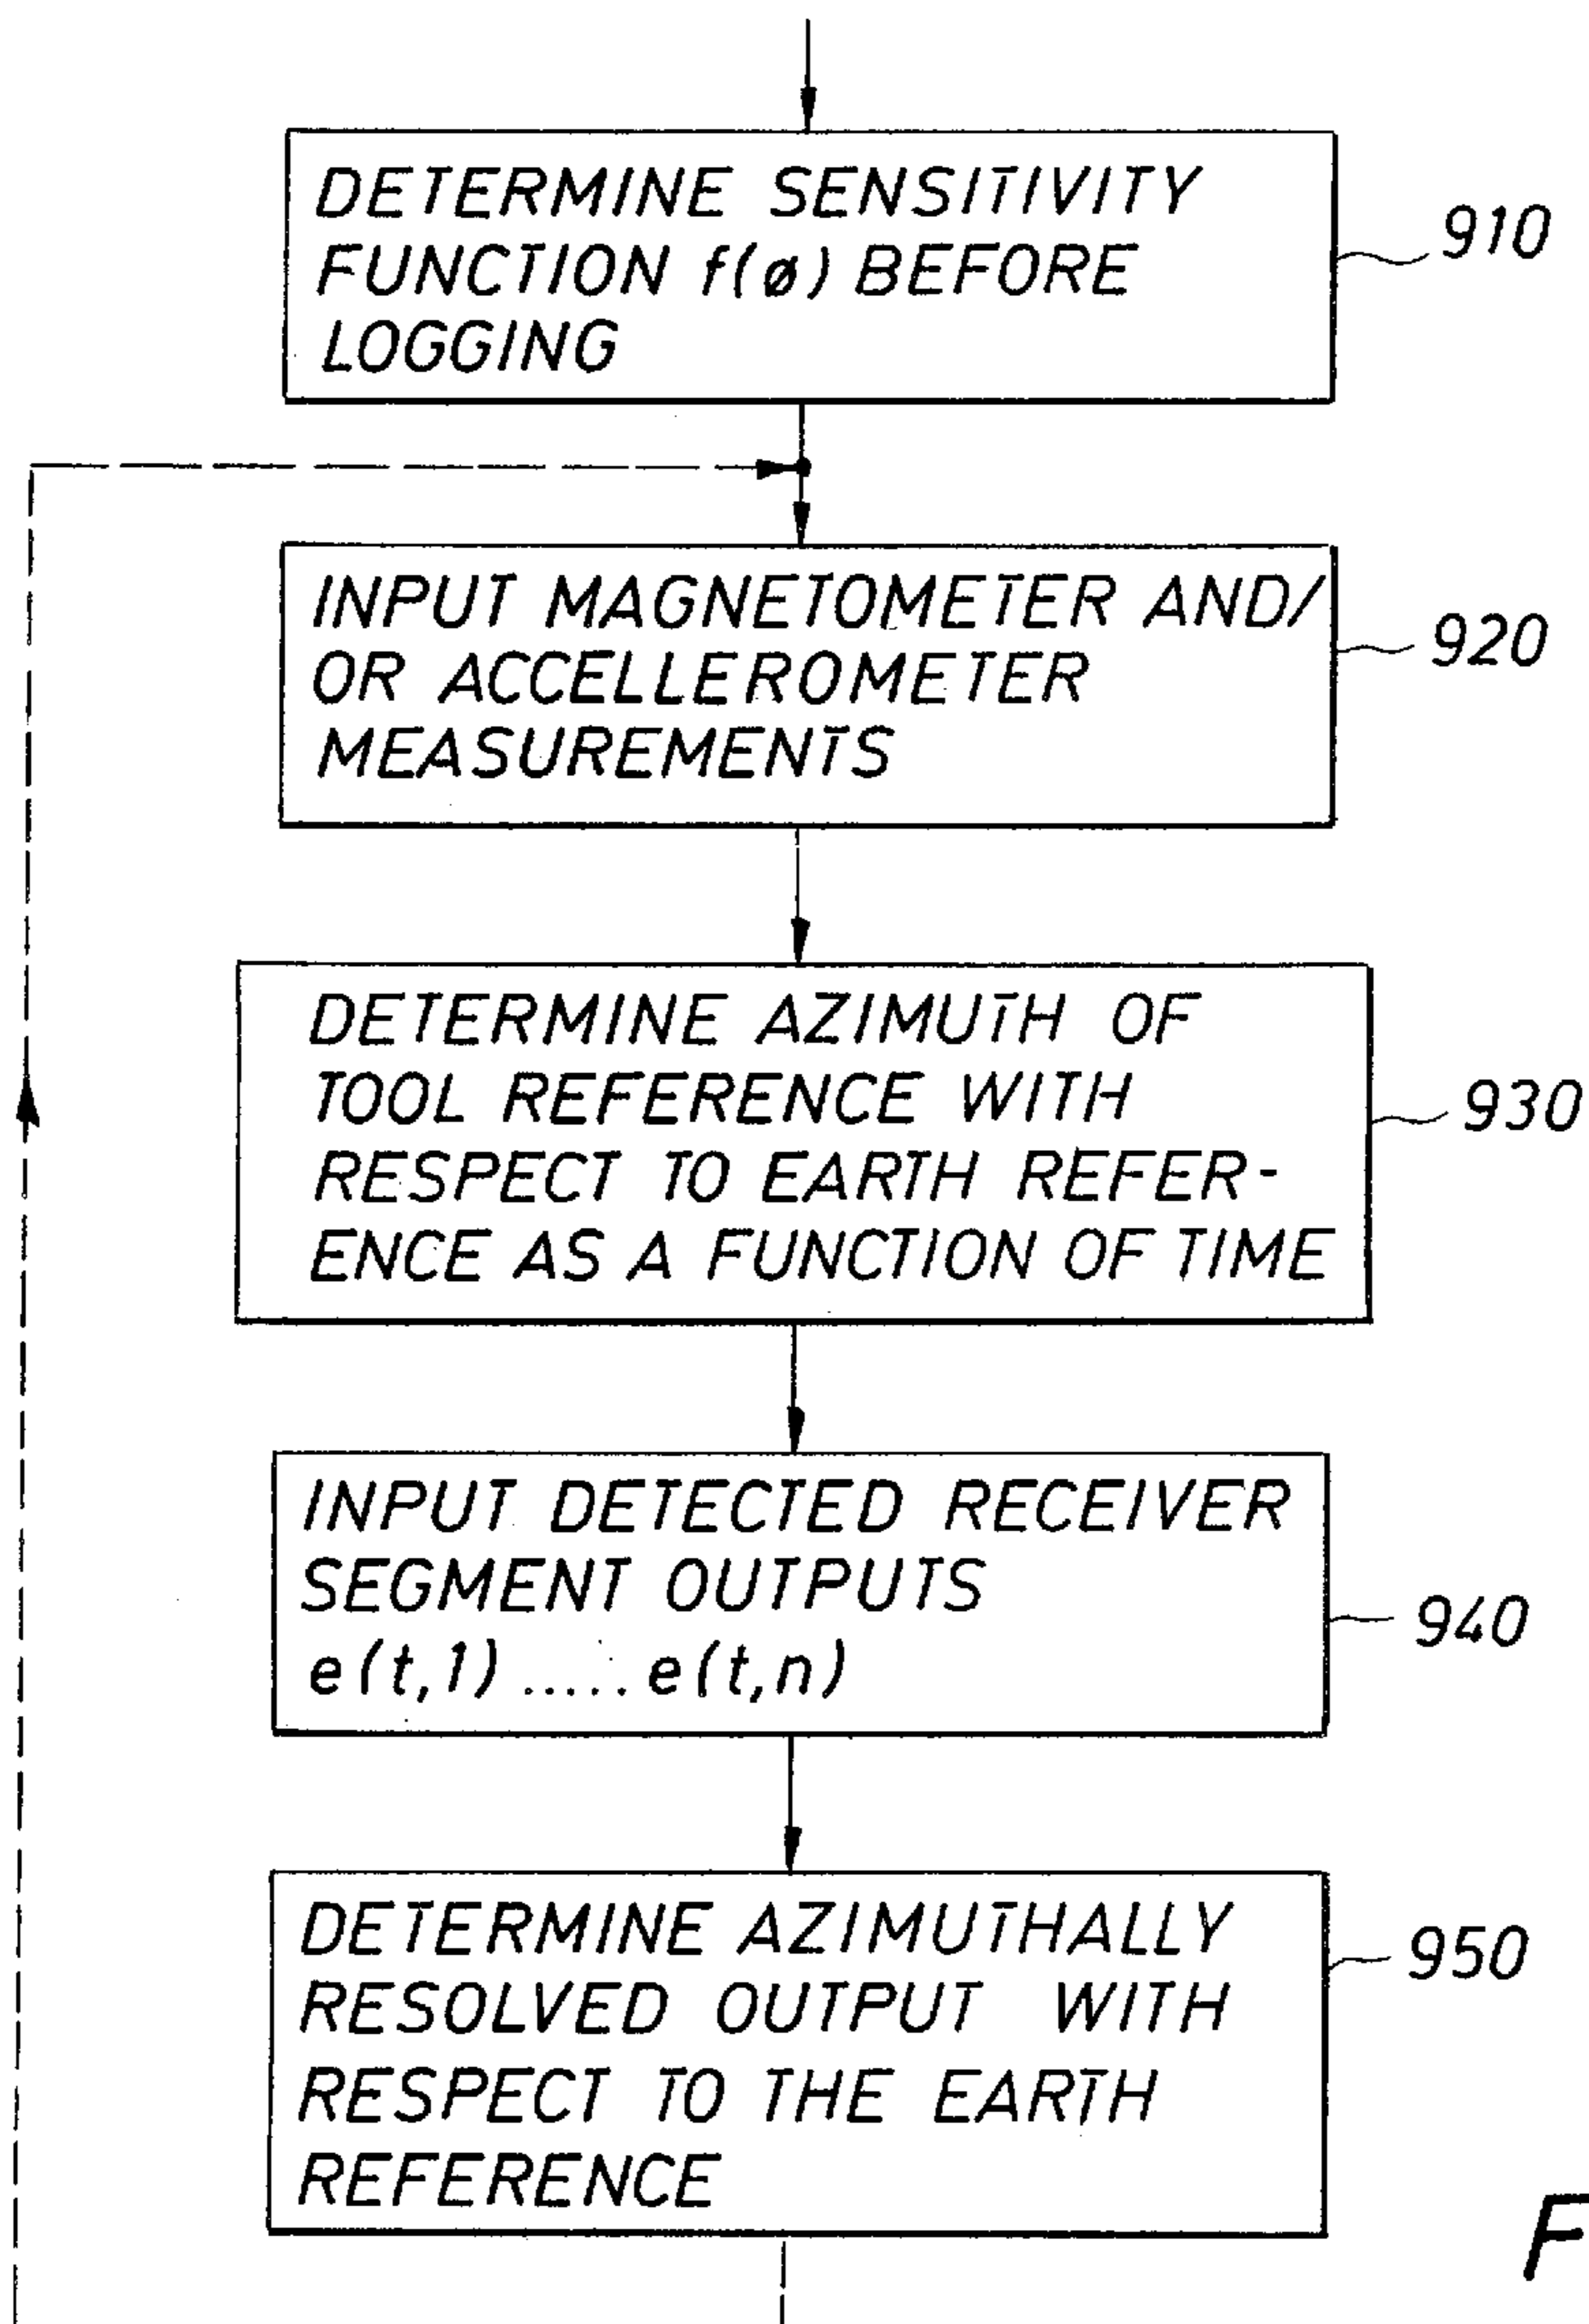 DETERMINE SENSITIVITY
FUNCTION f(ø) BEFORE
LOGGING
910
INPUT MAGNETOMETER AND/
OR ACCELLEROMETER
MEASUREMENTS
920
DETERMINE AZIMUTH OF
TOOL REFERENCE WITH
RESPECT TO EARTH REFER-
ENCE AS A FUNCTION OF TIME
930
INPUT DETECTED RECEIVER
SEGMENT OUTPUTS
e(t,1).....e(t,n)
940
DETERMINE AZIMUTHALLY
RESOLVED OUTPUT WITH
RESPECT TO THE EARTH
REFERENCE
950
F